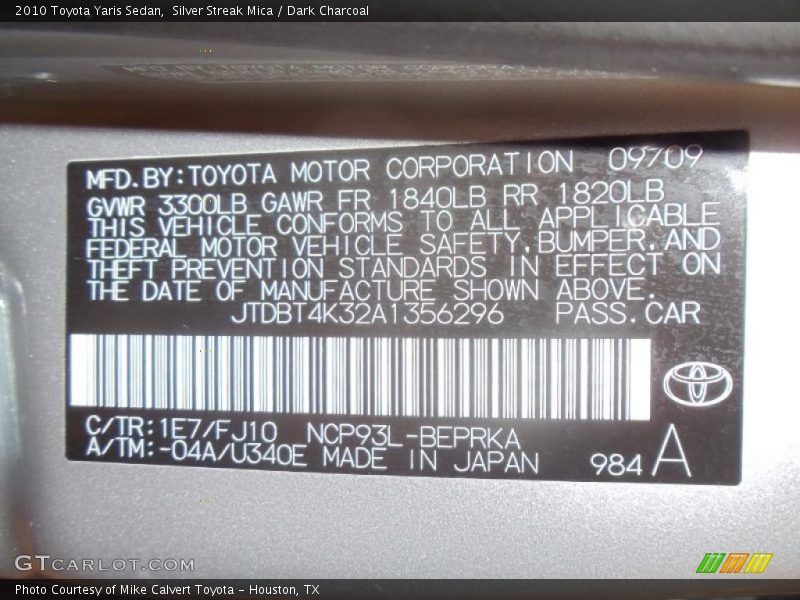 2010 Toyota Yaris Sedan, Silver Streak Mica / Dark Charcoal
MFD.BY:TOYOTA MOTOR CORPORATION 09/09
GVWR 3300LB GAWR FR 1840LB RR 1820LB
THIS VEHICLE CONFORMS TO ALL APPLICABLE
FEDERAL MOTOR VEHICLE SAFETY,BUMPER,AND
THEFT PREVENTION STANDARDS IN EFFECT ON
THE DATE OF MANUFACTURE SHOWN ABOVE.
JTDBT4K32A1356296 PASS.CAR
C/TR:1E7/FJ10 NCP93L-BEPRKA
A/TM:-04A/U340E MADE IN JAPAN 984 A
GTCARLOT.COM
Photo Courtesy of Mike Calvert Toyota - Houston, TX